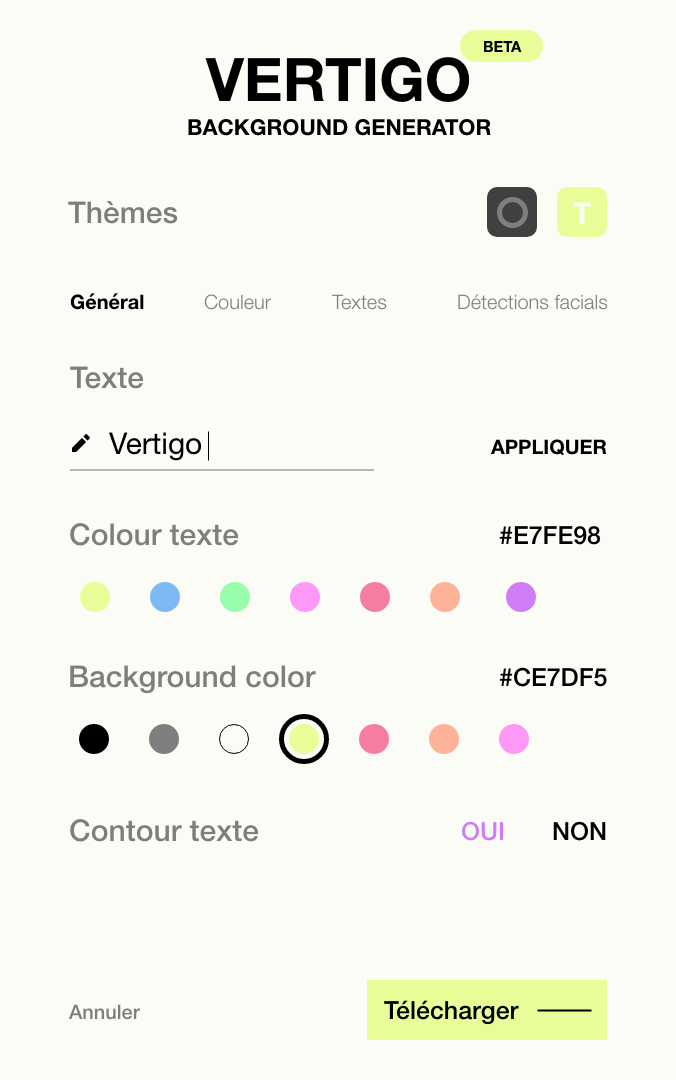 BETA
VERTIGO
BACKGROUND GENERATOR
Thèmes
T
Général Couleur Textes Détections facials
Texte
Vertigo
APPLIQUER
Colour texte #E7FE98
Background color #CE7DF5
Contour texte OUI NON
Annuler
Télécharger